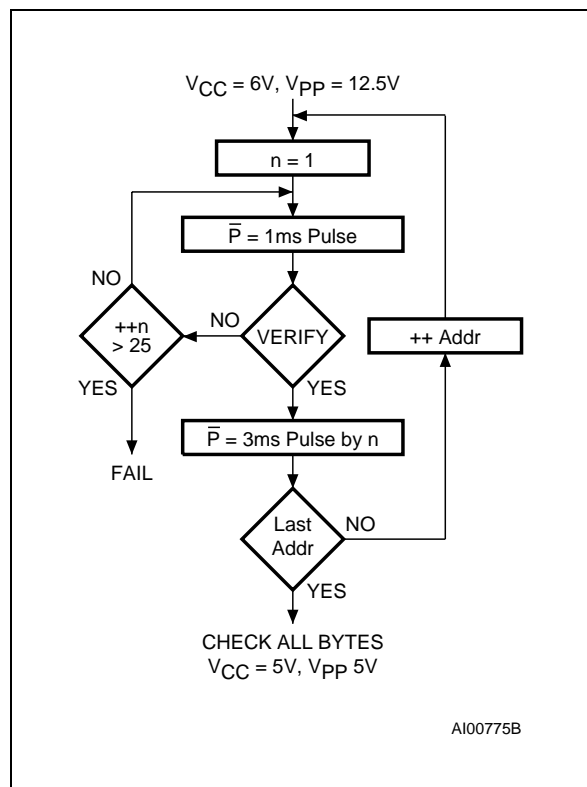 VCC = 6V, VPP = 12.5V
n = 1
P̅ = 1ms Pulse
NO
++n
> 25
NO
VERIFY
++ Addr
YES
YES
P̅ = 3ms Pulse by n
FAIL
Last
Addr
NO
YES
CHECK ALL BYTES
VCC = 5V, VPP 5V
AI00775B